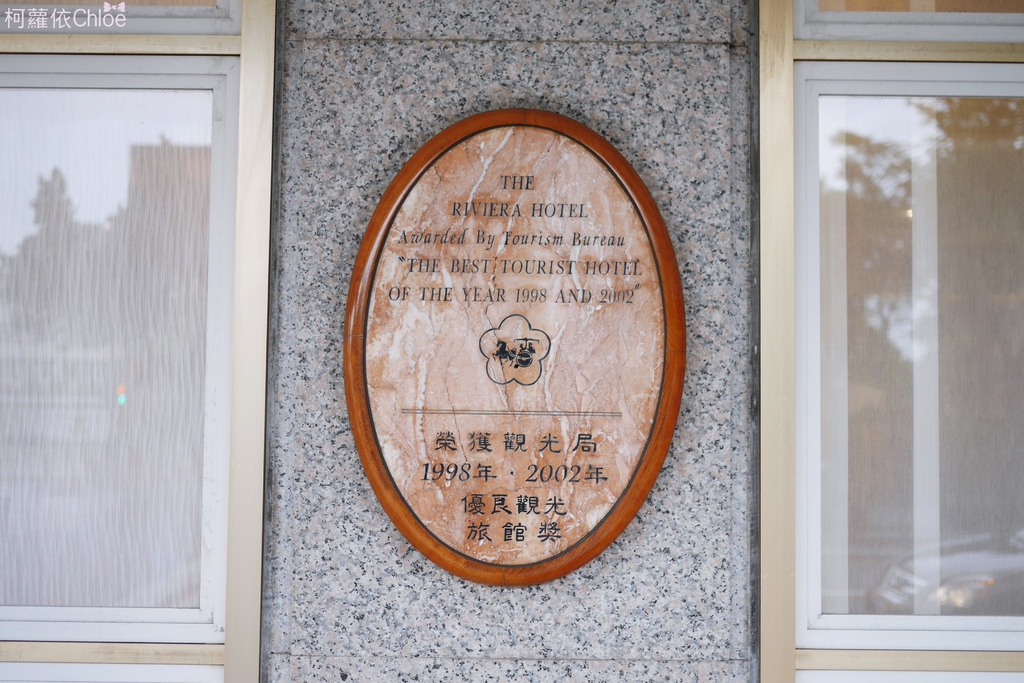 柯蘿依Chloe
THE
RIVIERA HOTEL
Awarded By Tourism Bureau
"THE BEST TOURIST HOTEL
OF THE YEAR 1998 AND 2002"
榮獲觀光局
1998年·2002年
優良觀光
旅館獎